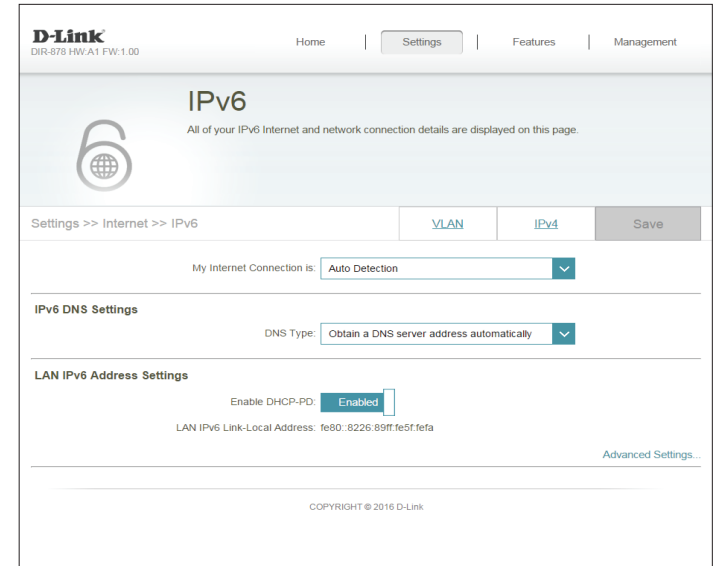 D-Link
DIR-878 HW:A1 FW:1.00
Home Settings Features Management
IPv6
All of your IPv6 Internet and network connection details are displayed on this page.
Settings >> Internet >> IPv6 VLAN IPv4 Save
My Internet Connection is: Auto Detection
IPv6 DNS Settings
DNS Type: Obtain a DNS server address automatically
LAN IPv6 Address Settings
Enable DHCP-PD: Enabled
LAN IPv6 Link-Local Address: fe80::8226:89ff:fe5f:fefa
Advanced Settings...
COPYRIGHT © 2016 D-Link